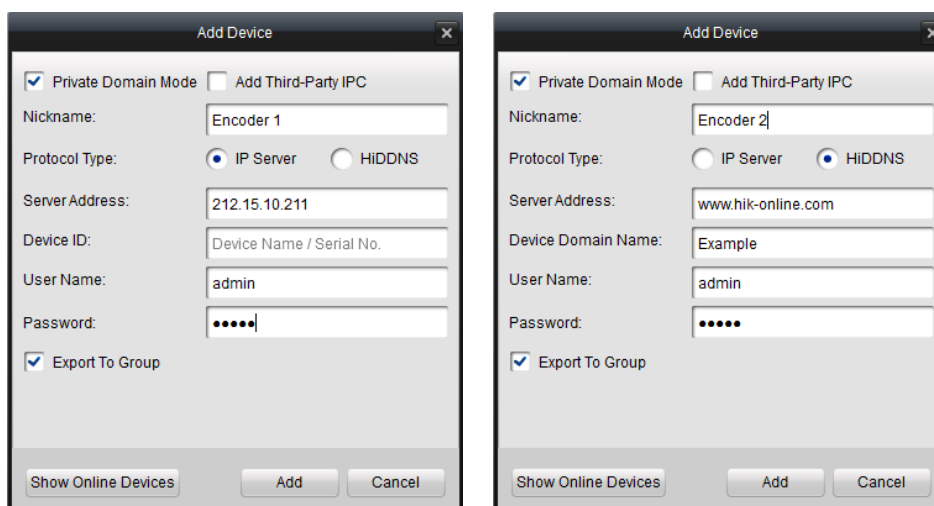 Add Device
Private Domain Mode Add Third-Party IPC
Nickname: Encoder 1
Protocol Type: IP Server HiDDNS
Server Address: 212.15.10.211
Device ID: Device Name / Serial No.
User Name: admin
Password: •••••
Export To Group
Show Online Devices Add Cancel
Add Device
Private Domain Mode Add Third-Party IPC
Nickname: Encoder 2
Protocol Type: IP Server HiDDNS
Server Address: www.hik-online.com
Device Domain Name: Example
User Name: admin
Password: •••••
Export To Group
Show Online Devices Add Cancel